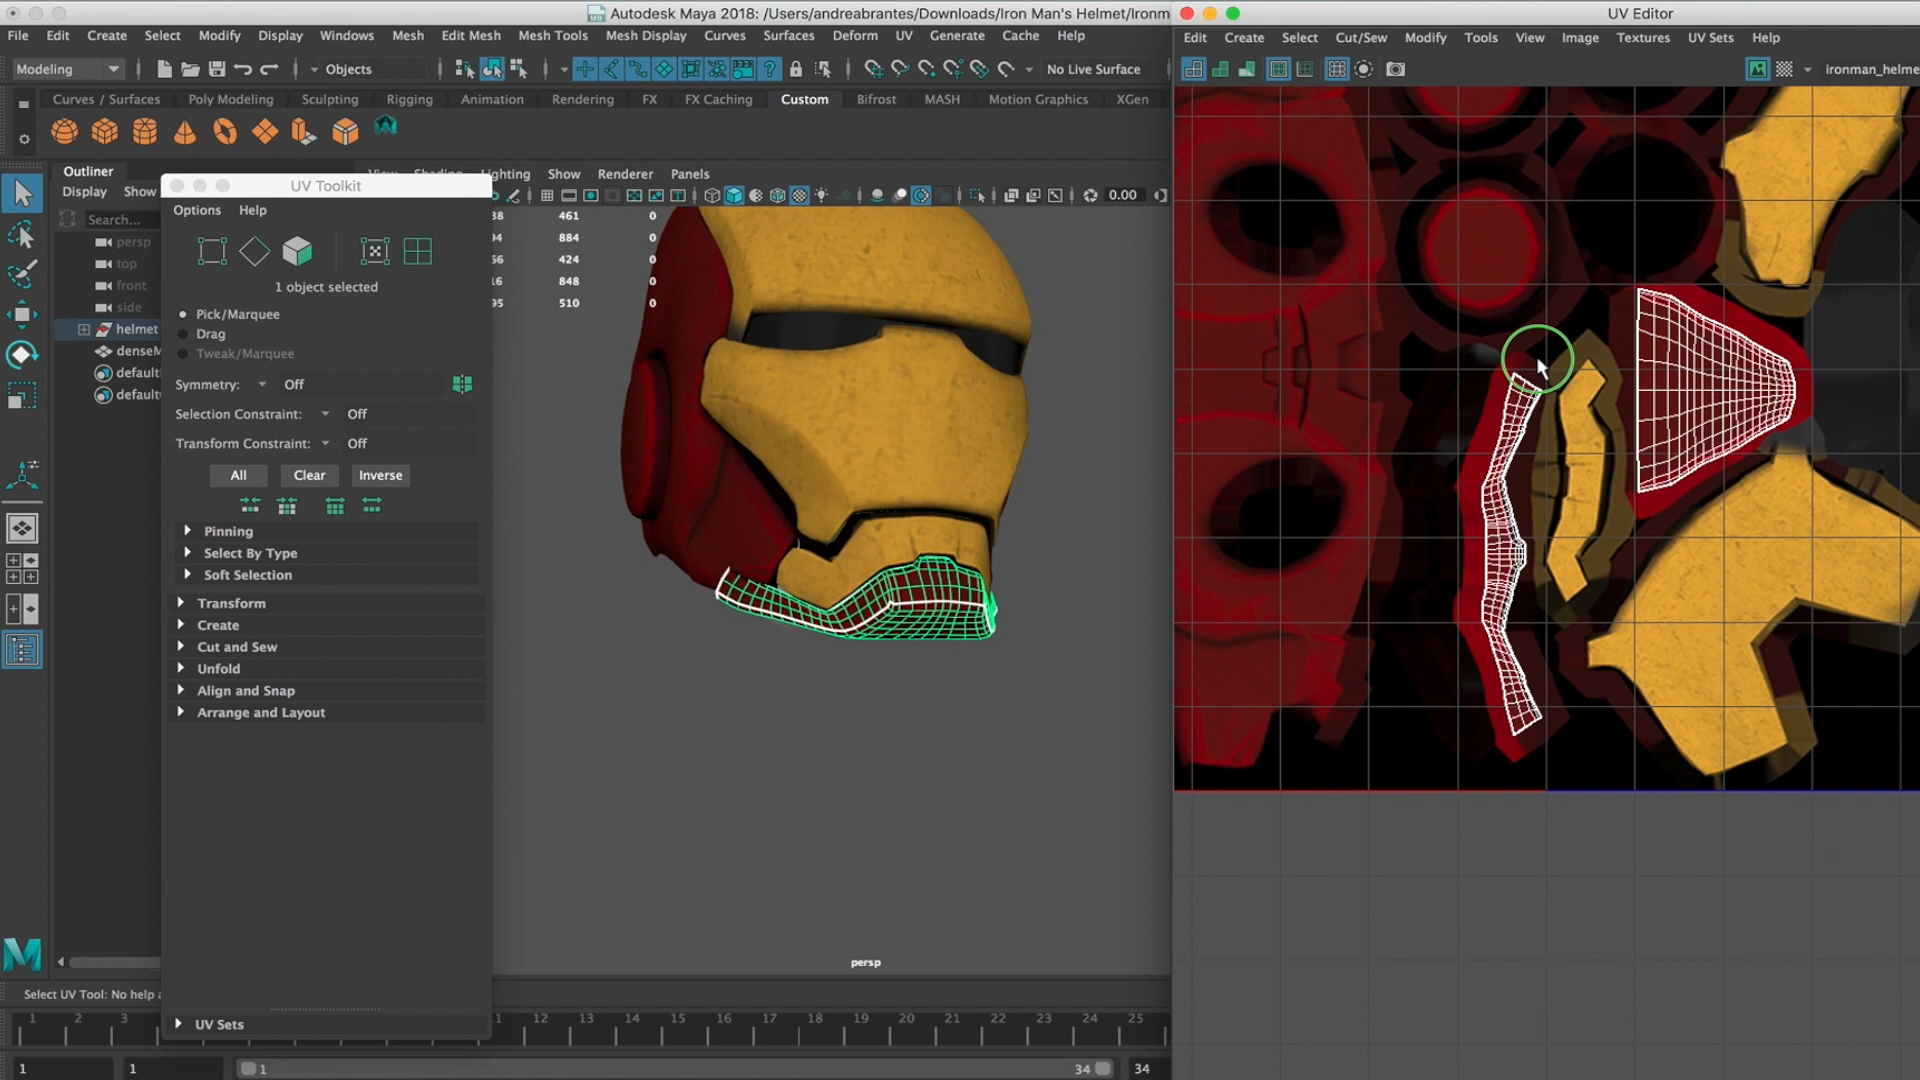 Autodesk Maya 2018: /Users/andreabrantes/Downloads/Iron Man's Helmet/Ironm
UV Editor
File Edit Create Select Modify Display Windows Mesh Edit Mesh Mesh Tools Mesh Display Curves Surfaces Deform UV Generate Cache Help
Edit Create Select Cut/Sew Modify Tools View Image Textures UV Sets Help
Modeling Objects No Live Surface
ironman_helme
Curves / Surfaces Poly Modeling Sculpting Rigging Animation Rendering FX FX Caching Custom Bifrost MASH Motion Graphics XGen
Outliner
Display Show
Search...
persp
top
front
side
helmet
denseM
default
default
UV Toolkit
Options Help
1 object selected
Pick/Marquee
Drag
Tweak/Marquee
Symmetry: Off
Selection Constraint: Off
Transform Constraint: Off
All Clear Inverse
Pinning
Select By Type
Soft Selection
Transform
Create
Cut and Sew
Unfold
Align and Snap
Arrange and Layout
UV Sets
View Shading Lighting Show Renderer Panels
0.00
461 0
884 0
424 0
848 0
510 0
persp
Select UV Tool: No help a
1 2 3 12 13 14 15 16 17 18 19 20 21 22 23 24 25
1 1 1 34 34